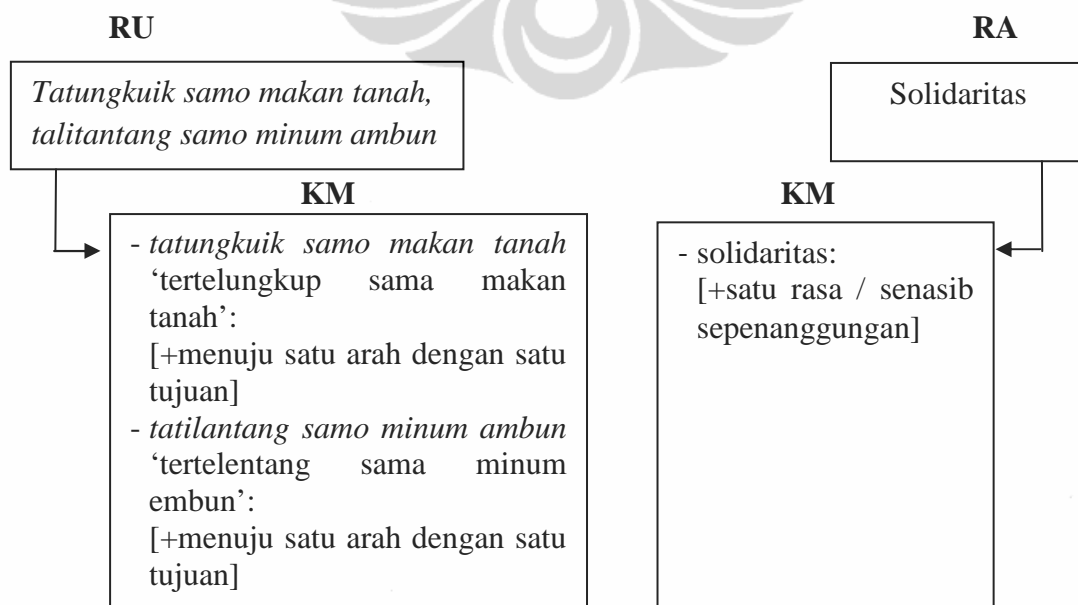 RU
RA
Tatungkuik samo makan tanah,
talitantang samo minum ambun
Solidaritas
KM
KM
- tatungkuik samo makan tanah
‘tertelungkup sama makan
tanah’:
[+menuju satu arah dengan satu
tujuan]
- tatilantang samo minum ambun
‘tertelentang sama minum
embun’:
[+menuju satu arah dengan satu
tujuan]
- solidaritas:
[+satu rasa / senasib
sepenanggungan]